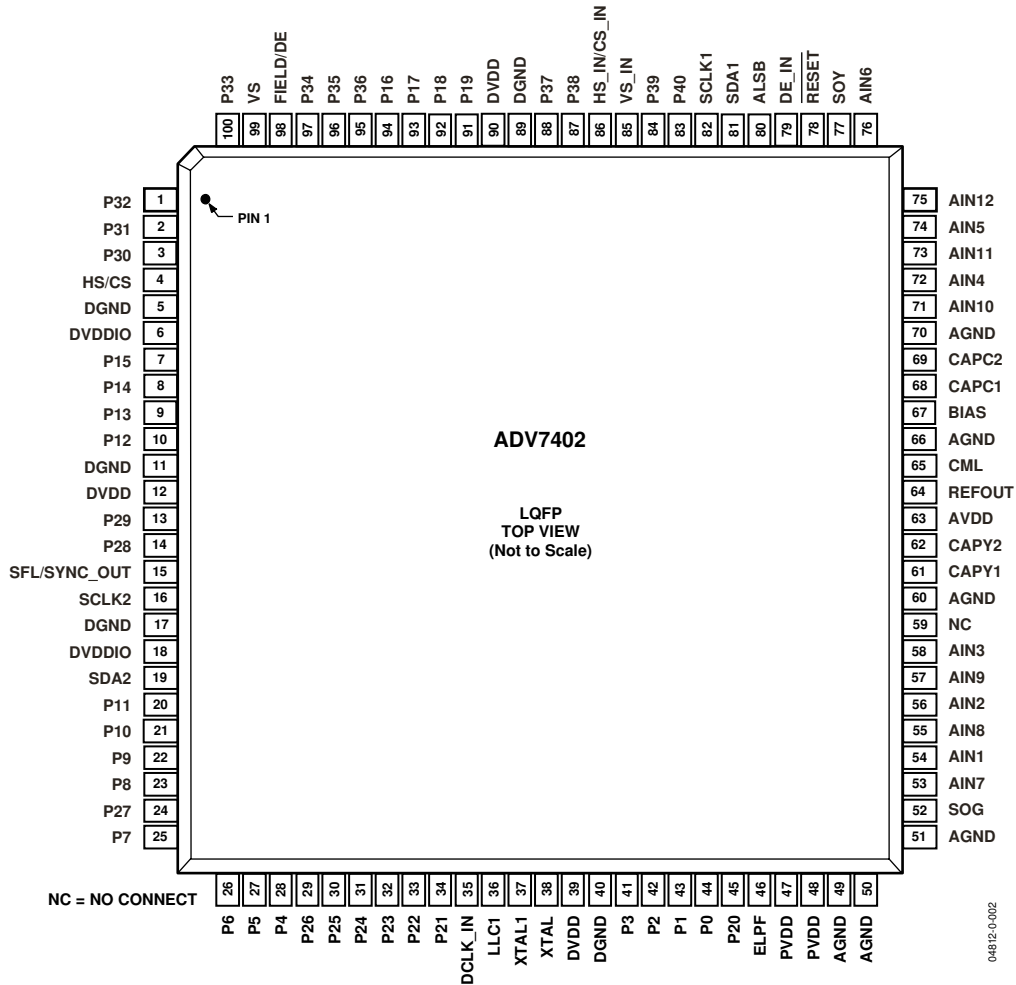 P33
VS
FIELD/DE
P34
P35
P36
P16
P17
P18
P19
DVDD
DGND
P37
P38
HS_IN/CS_IN
VS_IN
P39
P40
SCLK1
SDA1
ALSB
DE_IN
RESET
SOY
AIN6
100
99
98
97
96
95
94
93
92
91
90
89
88
87
86
85
84
83
82
81
80
79
78
77
76
P32 1
P31 2
P30 3
HS/CS 4
DGND 5
DVDDIO 6
P15 7
P14 8
P13 9
P12 10
DGND 11
DVDD 12
P29 13
P28 14
SFL/SYNC_OUT 15
SCLK2 16
DGND 17
DVDDIO 18
SDA2 19
P11 20
P10 21
P9 22
P8 23
P27 24
P7 25
PIN 1
ADV7402
LQFP
TOP VIEW
(Not to Scale)
75 AIN12
74 AIN5
73 AIN11
72 AIN4
71 AIN10
70 AGND
69 CAPC2
68 CAPC1
67 BIAS
66 AGND
65 CML
64 REFOUT
63 AVDD
62 CAPY2
61 CAPY1
60 AGND
59 NC
58 AIN3
57 AIN9
56 AIN2
55 AIN8
54 AIN1
53 AIN7
52 SOG
51 AGND
NC = NO CONNECT
26
27
28
29
30
31
32
33
34
35
36
37
38
39
40
41
42
43
44
45
46
47
48
49
50
P6
P5
P4
P26
P25
P24
P23
P22
P21
DCLK_IN
LLC1
XTAL1
XTAL
DVDD
DGND
P3
P2
P1
P0
P20
ELPF
PVDD
PVDD
AGND
AGND
04812-0-002